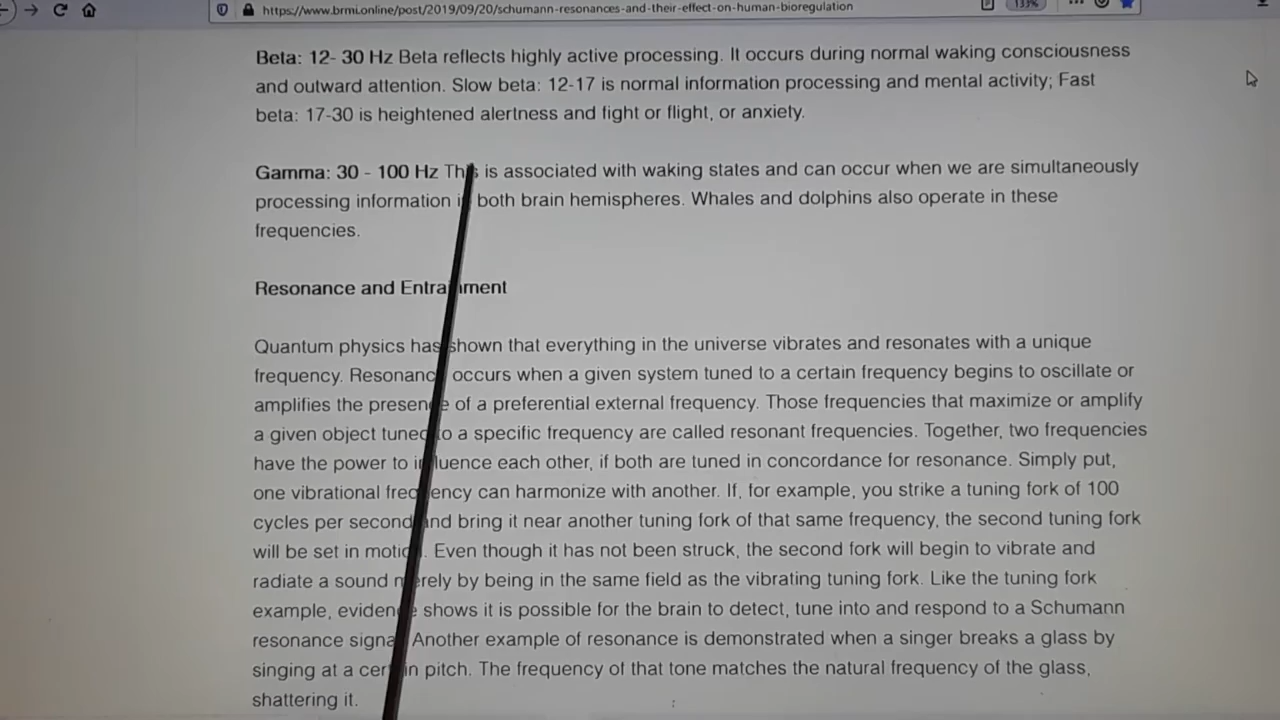 https://www.brmi.online/post/2019/09/20/schumann-resonances-and-their-effect-on-human-bioregulation
133%
Beta: 12- 30 Hz Beta reflects highly active processing. It occurs during normal waking consciousness
and outward attention. Slow beta: 12-17 is normal information processing and mental activity; Fast
beta: 17-30 is heightened alertness and fight or flight, or anxiety.
Gamma: 30 - 100 Hz This is associated with waking states and can occur when we are simultaneously
processing information in both brain hemispheres. Whales and dolphins also operate in these
frequencies.
Resonance and Entrainment
Quantum physics has shown that everything in the universe vibrates and resonates with a unique
frequency. Resonance occurs when a given system tuned to a certain frequency begins to oscillate or
amplifies the presence of a preferential external frequency. Those frequencies that maximize or amplify
a given object tuned to a specific frequency are called resonant frequencies. Together, two frequencies
have the power to influence each other, if both are tuned in concordance for resonance. Simply put,
one vibrational frequency can harmonize with another. If, for example, you strike a tuning fork of 100
cycles per second and bring it near another tuning fork of that same frequency, the second tuning fork
will be set in motion. Even though it has not been struck, the second fork will begin to vibrate and
radiate a sound merely by being in the same field as the vibrating tuning fork. Like the tuning fork
example, evidence shows it is possible for the brain to detect, tune into and respond to a Schumann
resonance signal. Another example of resonance is demonstrated when a singer breaks a glass by
singing at a certain pitch. The frequency of that tone matches the natural frequency of the glass,
shattering it.